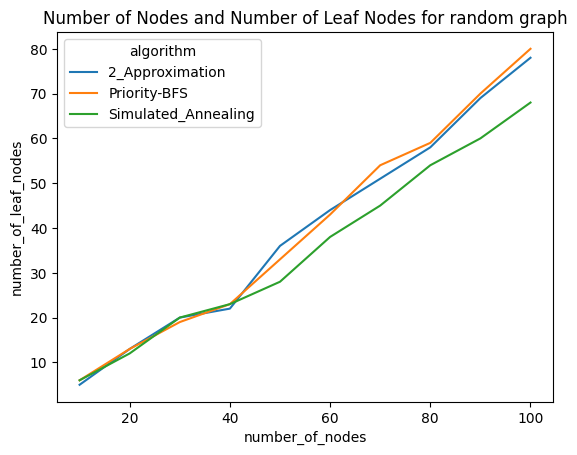 Number of Nodes and Number of Leaf Nodes for random graph
algorithm
2_Approximation
Priority-BFS
Simulated_Annealing
number_of_leaf_nodes
80
70
60
50
40
30
20
10
20
40
60
80
100
number_of_nodes